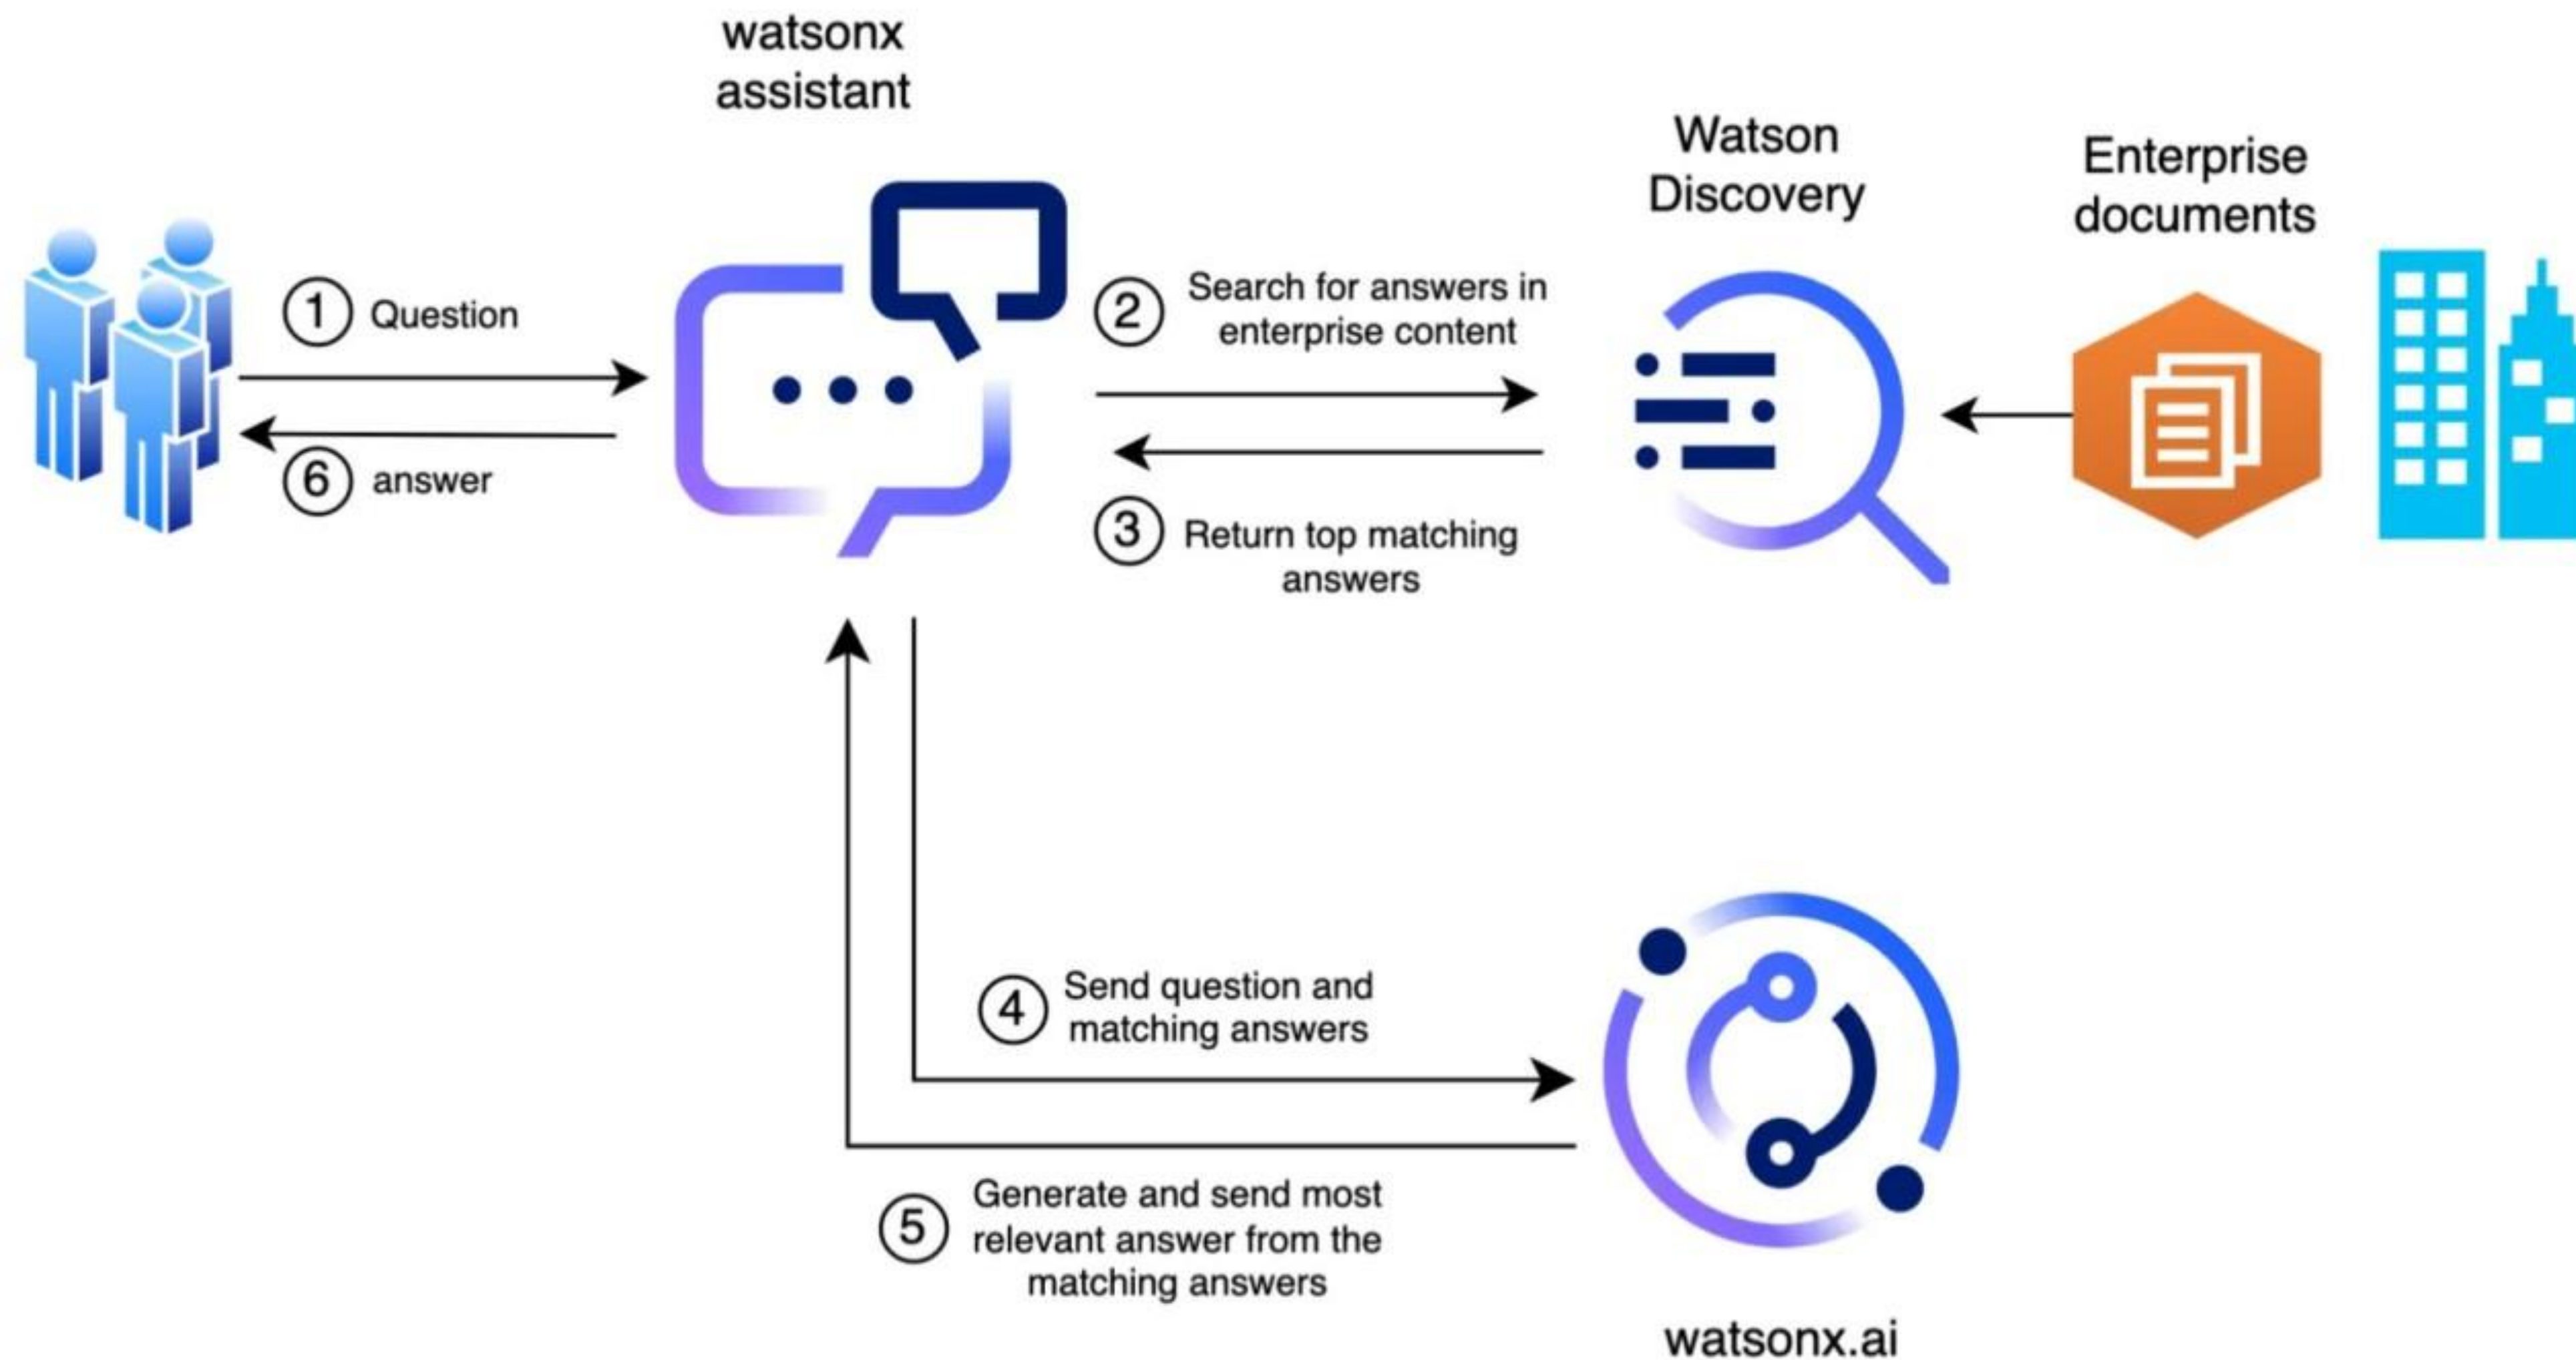 watsonx
assistant
Watson
Discovery
Enterprise
documents
1 Question
2 Search for answers in
enterprise content
6 answer
3 Return top matching
answers
4 Send question and
matching answers
5 Generate and send most
relevant answer from the
matching answers
watsonx.ai